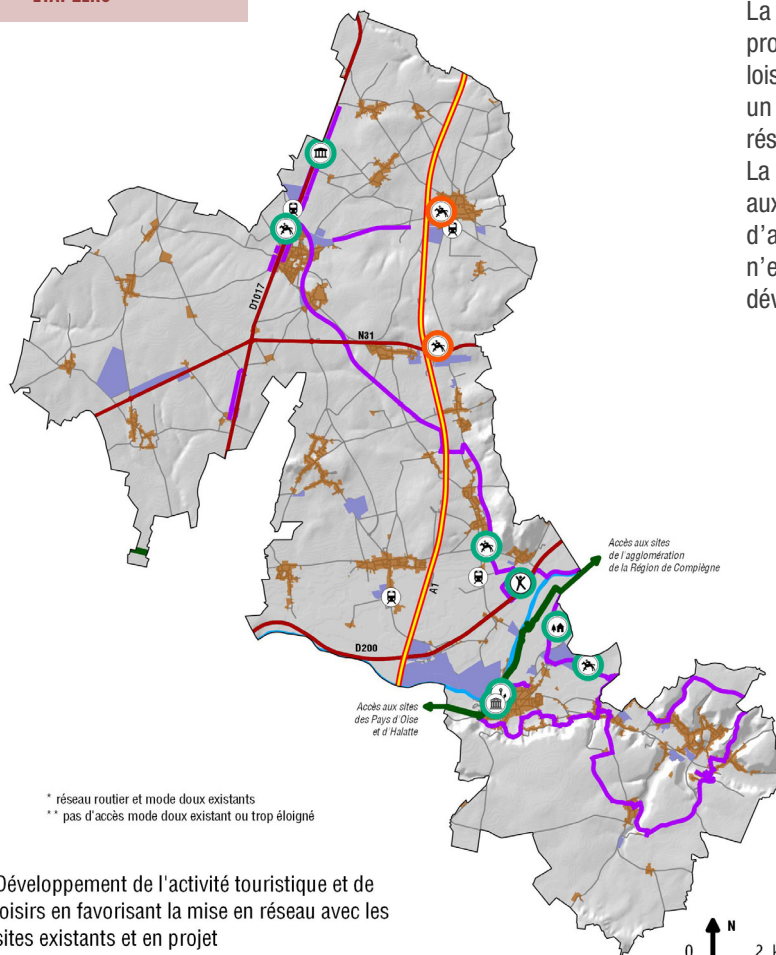 La
pro
lois
un
rés
La
aux
d'a
n'e
dév
D1017
N31
A1
D200
Accès aux sites
de l'agglomération
de la Région de Compiègne
Accès aux sites
des Pays d'Oise
et d'Halatte
* réseau routier et mode doux existants
** pas d'accès mode doux existant ou trop éloigné
Développement de l'activité touristique et de
loisirs en favorisant la mise en réseau avec les
sites existants et en projet
N
0 2